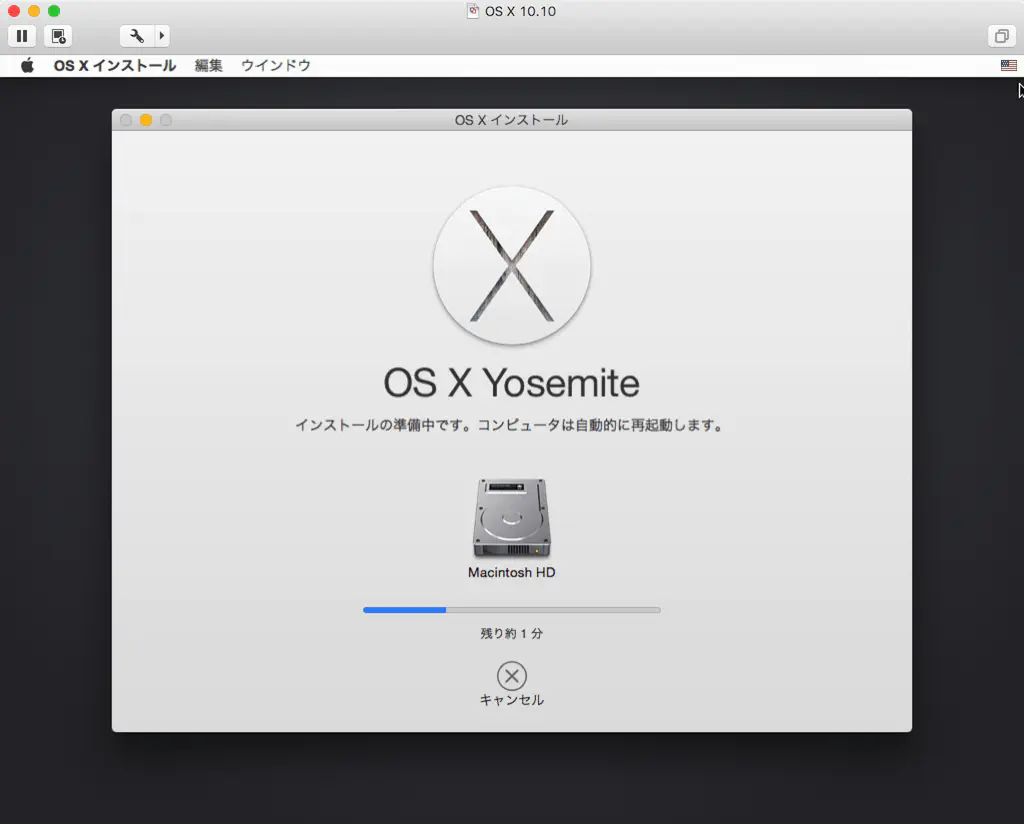 OS X 10.10
OS X インストール 編集 ウインドウ
OS X インストール
OS X Yosemite
インストールの準備中です。コンピュータは自動的に再起動します。
Macintosh HD
残り約 1 分
キャンセル